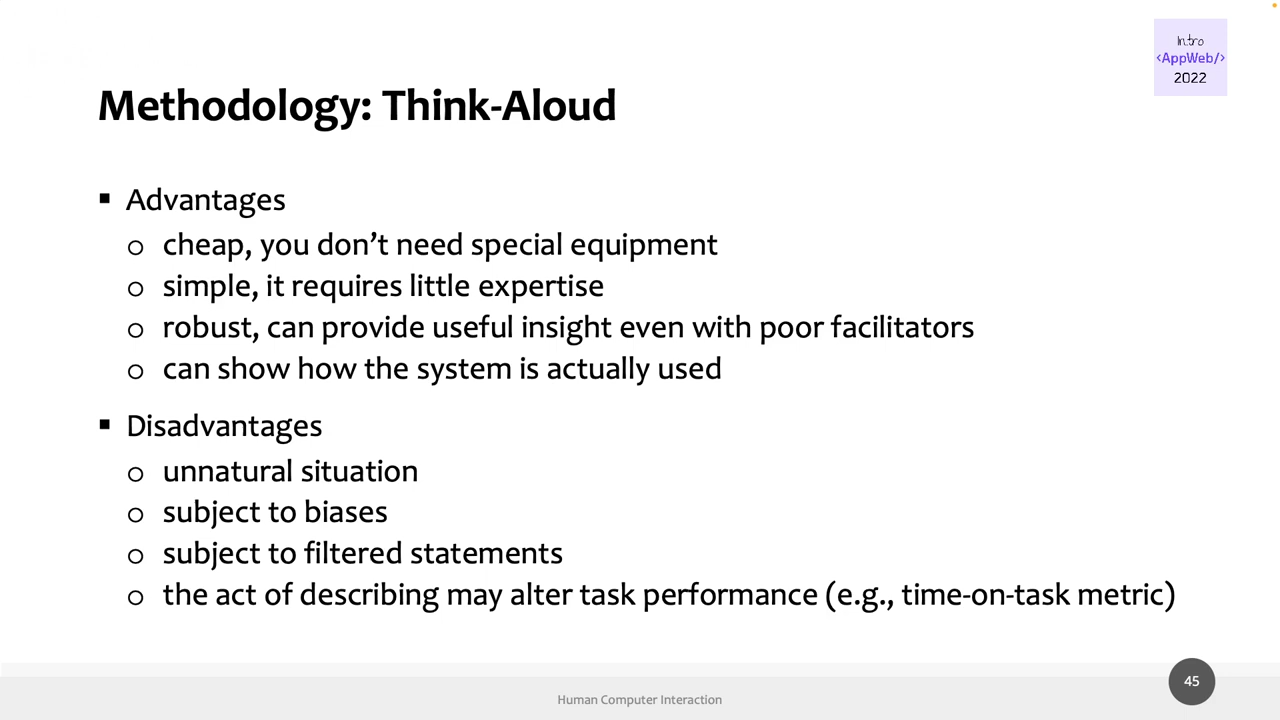 Intro
<AppWeb/>
2022
Methodology: Think-Aloud
▪ Advantages
o cheap, you don’t need special equipment
o simple, it requires little expertise
o robust, can provide useful insight even with poor facilitators
o can show how the system is actually used
▪ Disadvantages
o unnatural situation
o subject to biases
o subject to filtered statements
o the act of describing may alter task performance (e.g., time-on-task metric)
45
Human Computer Interaction